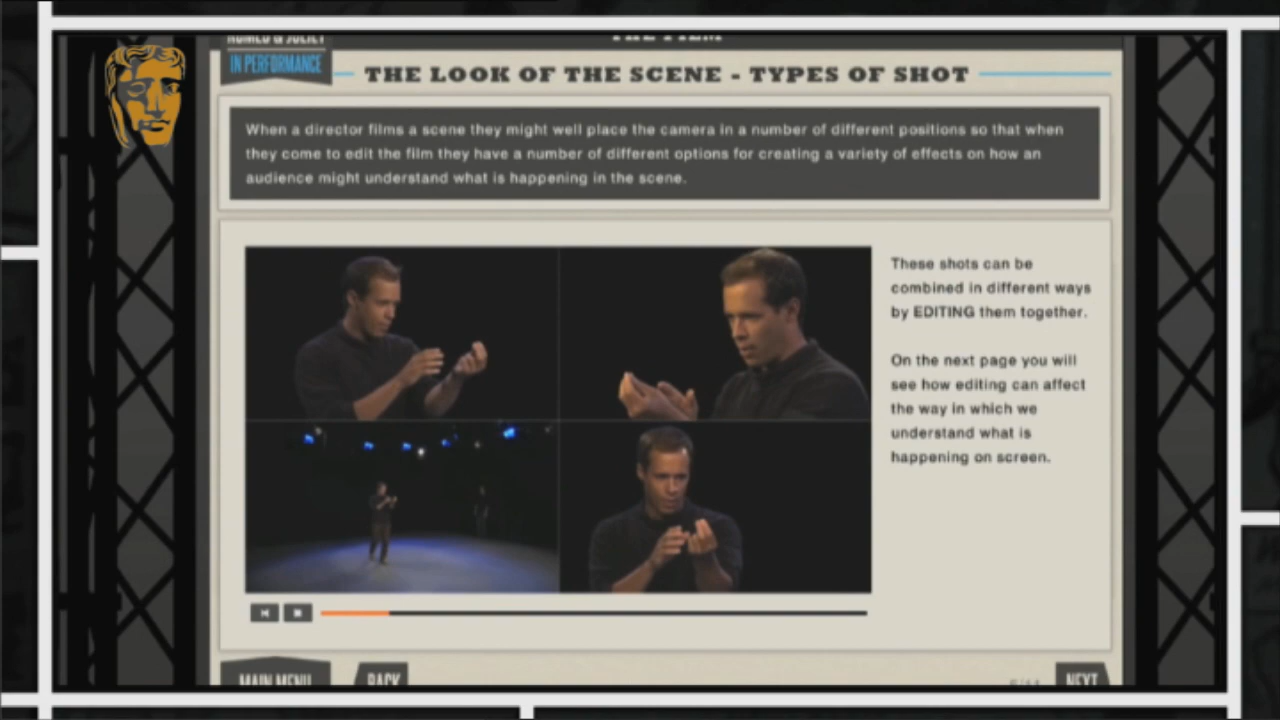 ROMEO & JULIET
THE FILM
IN PERFORMANCE
THE LOOK OF THE SCENE - TYPES OF SHOT
When a director films a scene they might well place the camera in a number of different positions so that when
they come to edit the film they have a number of different options for creating a variety of effects on how an
audience might understand what is happening in the scene.
These shots can be
combined in different ways
by EDITING them together.
On the next page you will
see how editing can affect
the way in which we
understand what is
happening on screen.
MAIN MENU
BACK
NEXT